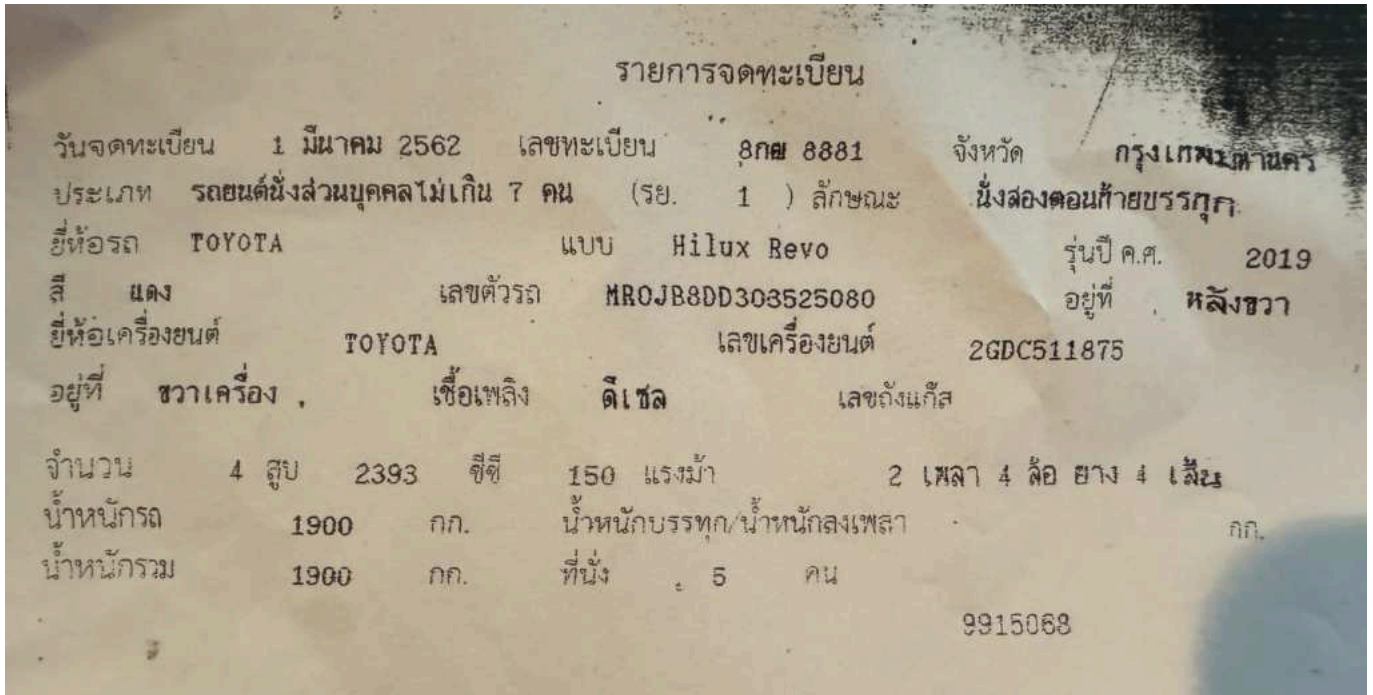 รายการจดทะเบียน
วันจดทะเบียน 1 มีนาคม 2562 เลขทะเบียน 8881 จังหวัด กรุงเทพมหานคร
ประเภท รถยนต์นั่งส่วนบุคคลไม่เกิน 7 คน (รย. 1 ) ลักษณะ นั่งสองตอนท้ายบรรทุก
ยี่ห้อรถ TOYOTA แบบ Hilux Revo รุ่นปี ค.ศ. 2019
สี แดง เลขตัวรถ MR0JB8DD303525080 อยู่ที่ หลังขวา
ยี่ห้อเครื่องยนต์ TOYOTA เลขเครื่องยนต์ 2GDC511875
อยู่ที่ ขวาเครื่อง . เชื้อเพลิง ดีเซล เลขถังแก๊ส
จำนวน 4 สูบ 2393 ซีซี 150 แรงม้า 2 เพลา 4 ล้อ ยาง 4 เส้น
น้ำหนักรถ 1900 กก. น้ำหนักบรรทุก/น้ำหนักลงเพลา กก.
น้ำหนักรวม 1900 กก. ที่นั่ง 5 คน
9915068